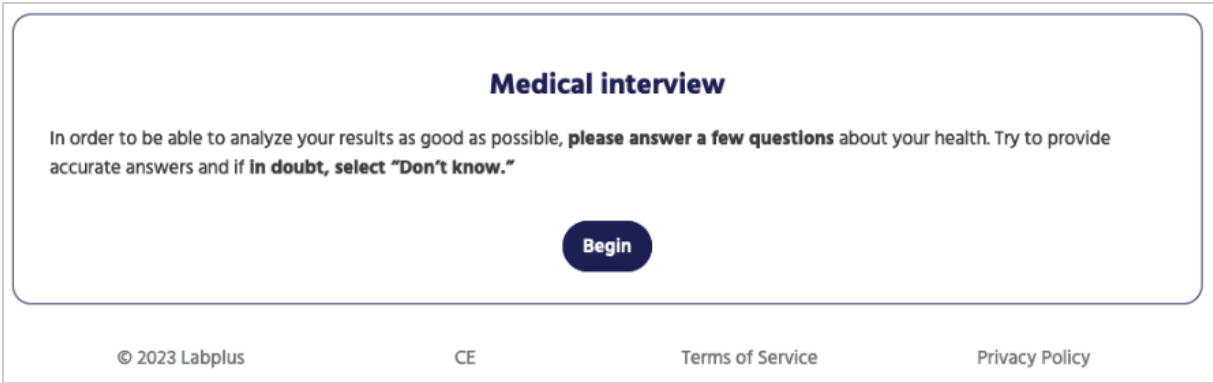 Medical interview
In order to be able to analyze your results as good as possible, please answer a few questions about your health. Try to provide
accurate answers and if in doubt, select “Don’t know.”
Begin
© 2023 Labplus CE Terms of Service Privacy Policy